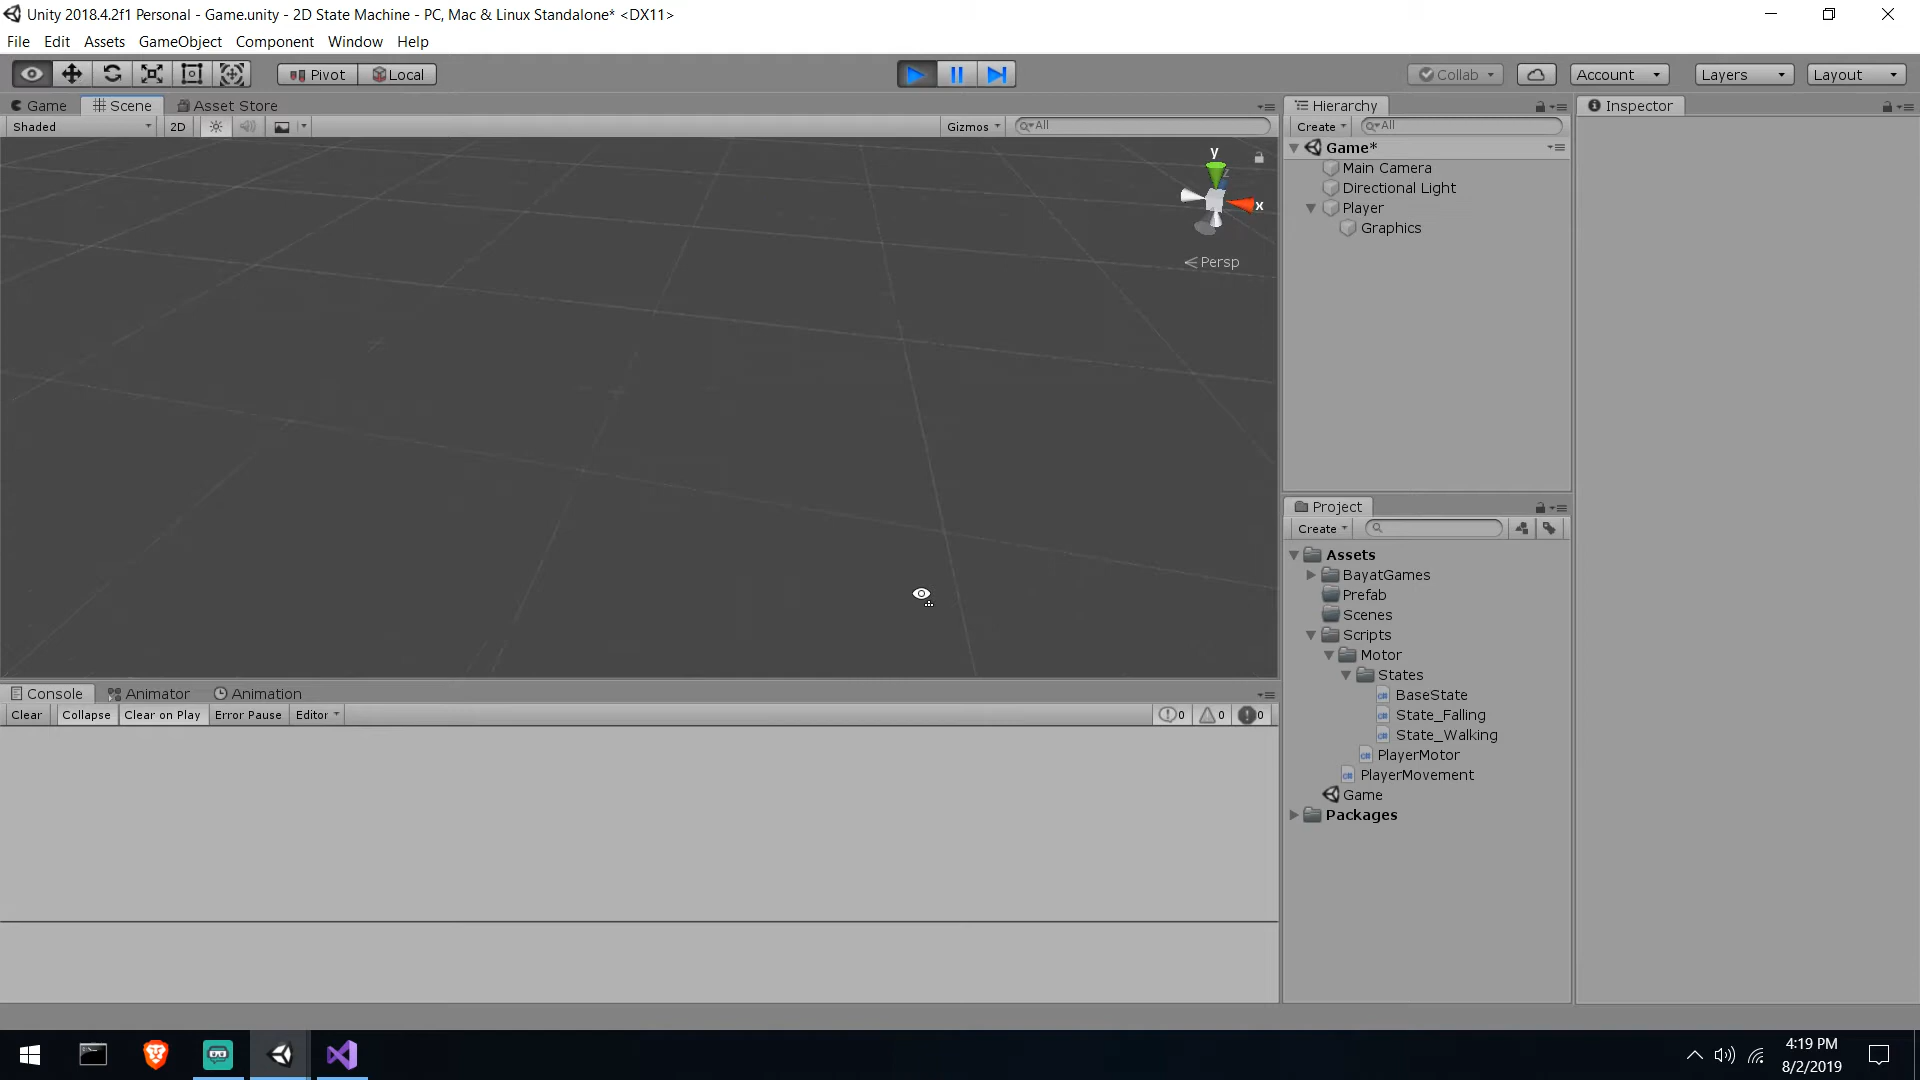 Unity 2018.4.2f1 Personal - Game.unity - 2D State Machine - PC, Mac & Linux Standalone* <DX11>
File Edit Assets GameObject Component Window Help
Pivot Local Collab Account Layers Layout
Game Scene Asset Store
Shaded 2D Gizmos All
y
z
x
Persp
Hierarchy
Create All
Game*
Main Camera
Directional Light
Player
Graphics
Inspector
Project
Create
Assets
BayatGames
Prefab
Scenes
Scripts
Motor
States
BaseState
State_Falling
State_Walking
PlayerMotor
PlayerMovement
Game
Packages
Console Animator Animation
Clear Collapse Clear on Play Error Pause Editor 0 0 0
4:19 PM
8/2/2019